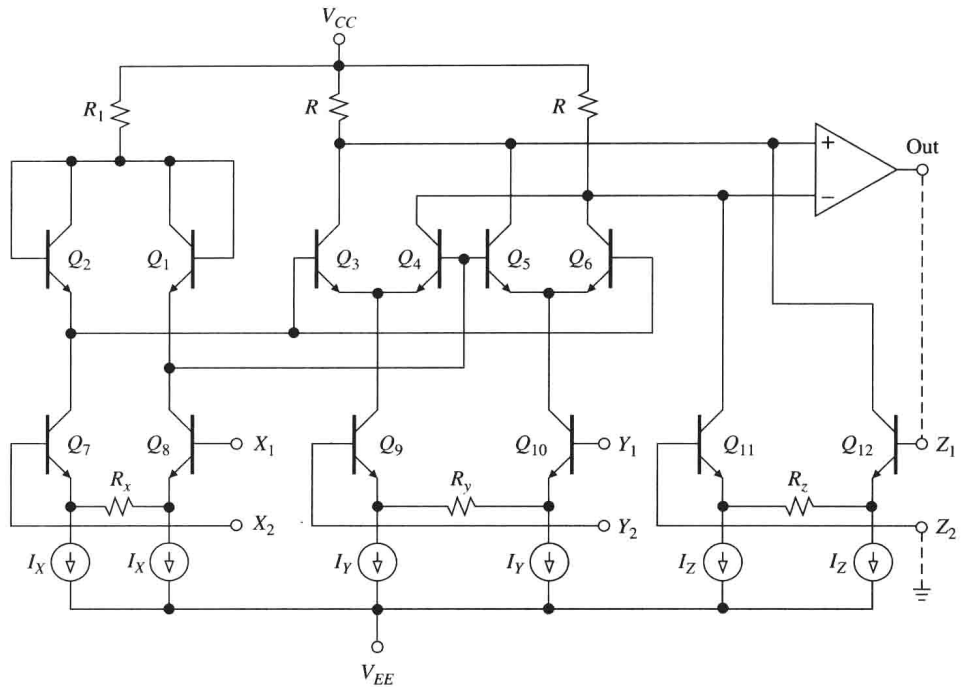 V_CC
R_1
R
R
+
−
Out
Q_2
Q_1
Q_3
Q_4
Q_5
Q_6
Q_7
Q_8
X_1
Q_9
Q_10
Y_1
Q_11
Q_12
Z_1
R_x
R_y
R_z
X_2
Y_2
Z_2
I_X
I_X
I_Y
I_Y
I_Z
I_Z
V_EE